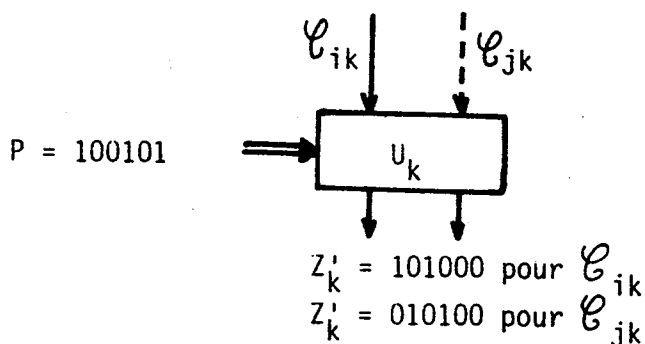 𝒞ik 𝒞jk
P = 100101
Uk
Z'k = 101000 pour 𝒞ik
Z'k = 010100 pour 𝒞jk